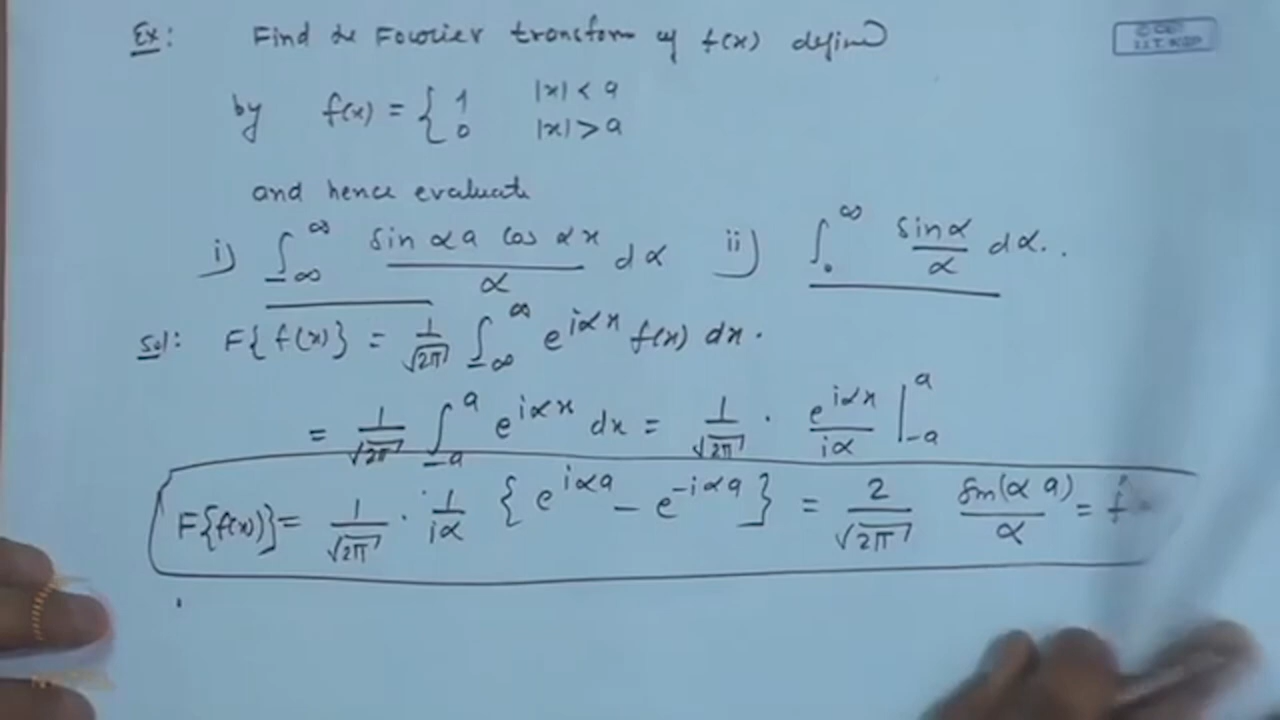 Ex: Find the Fourier transform of f(x) defined
© CET
I.I.T. KGP
by f(x) = { 1 |x| < a
0 |x| > a
and hence evaluate
i) ∫_{-∞}^{∞} (sin αa cos αx)/α dα ii) ∫_0^∞ (sin α)/α dα..
Sol: F{f(x)} = 1/√(2π) ∫_{-∞}^{∞} e^{iαx} f(x) dx.
= 1/√(2π) ∫_{-a}^{a} e^{iαx} dx = 1/√(2π) · e^{iαx}/(iα) |_{-a}^{a}
F{f(x)} = 1/√(2π) · 1/(iα) {e^{iαa} - e^{-iαa}} = 2/√(2π) sin(αa)/α =